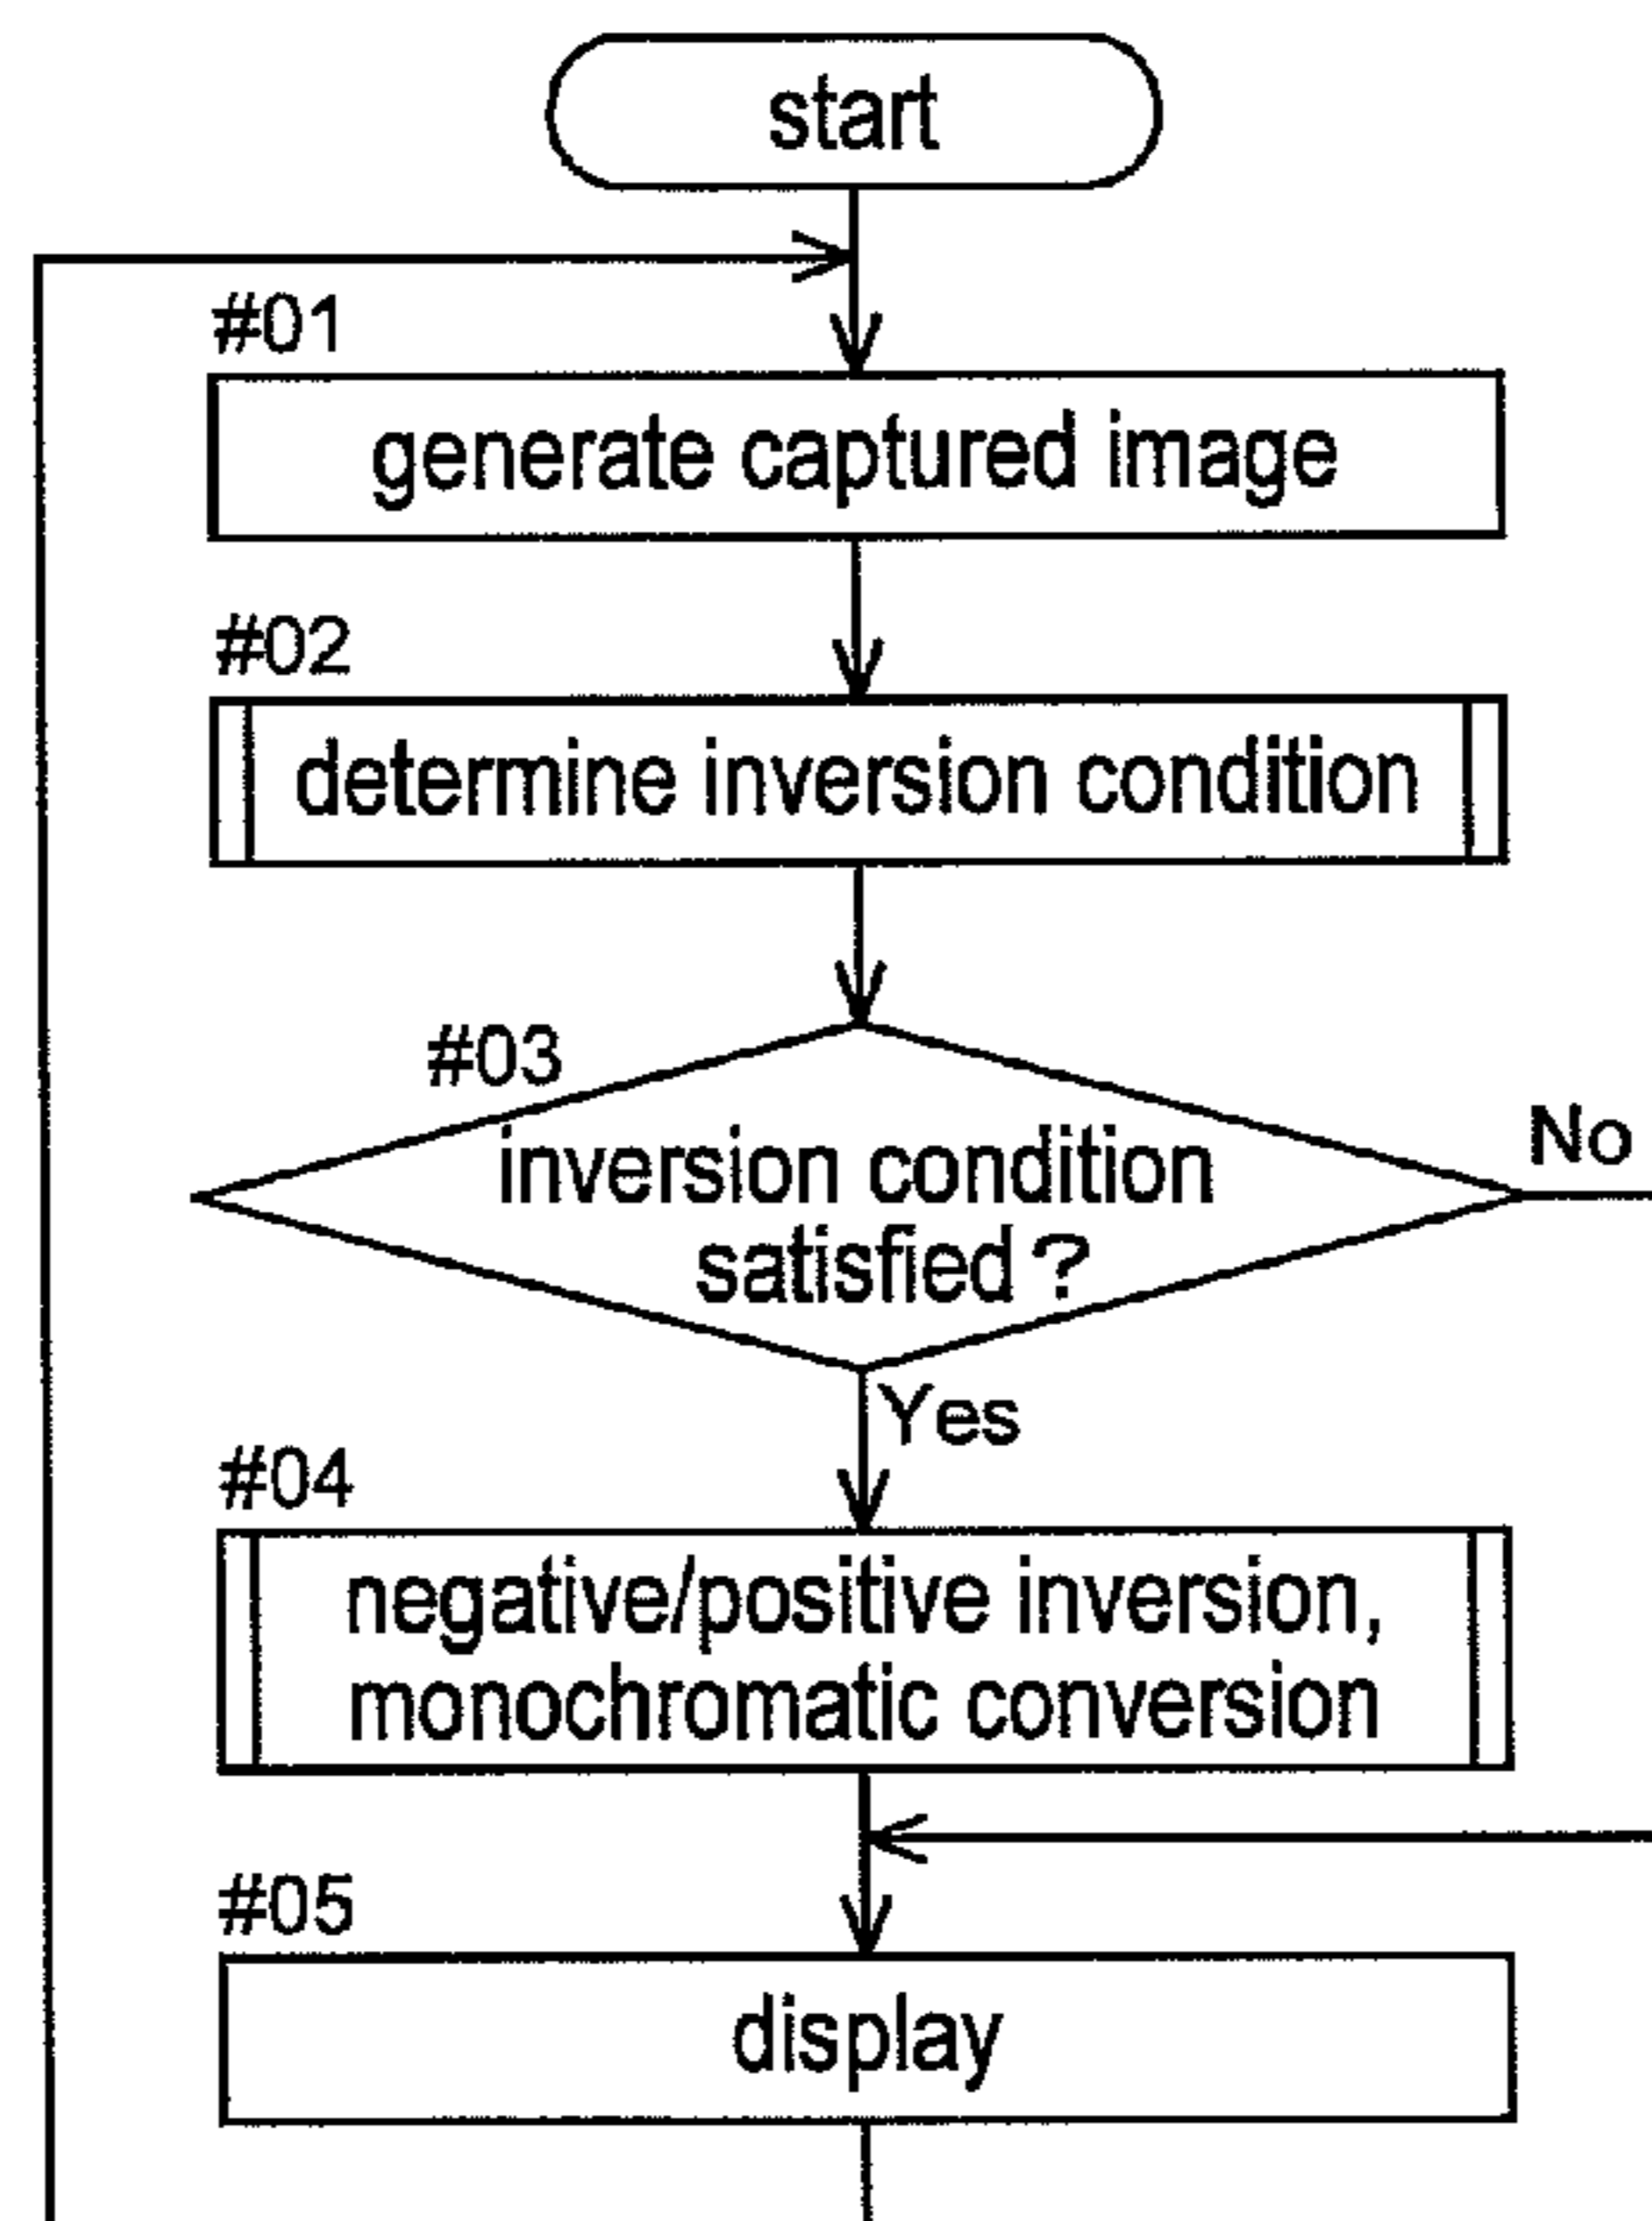 start
#01
generate captured image
#02
determine inversion condition
#03
inversion condition
satisfied ?
No
Yes
#04
negative/positive inversion,
monochromatic conversion
#05
display